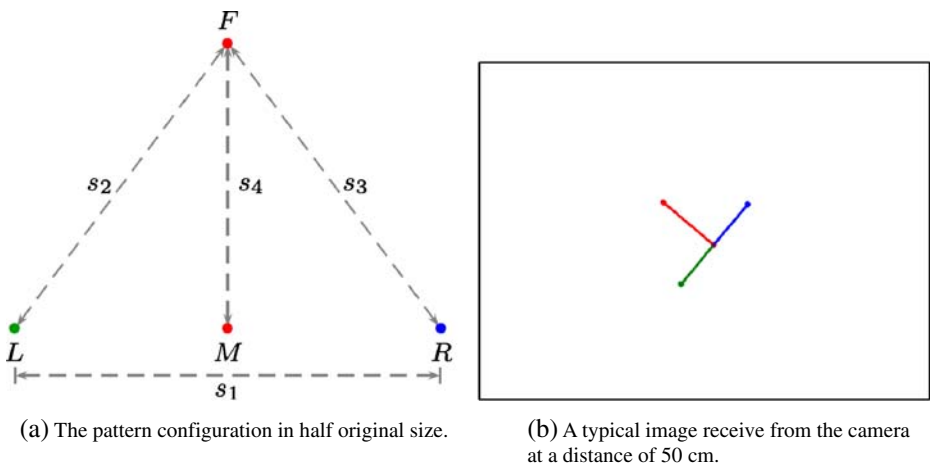 F
s2
s4
s3
L
M
R
s1
(a) The pattern configuration in half original size.
(b) A typical image receive from the camera
at a distance of 50 cm.